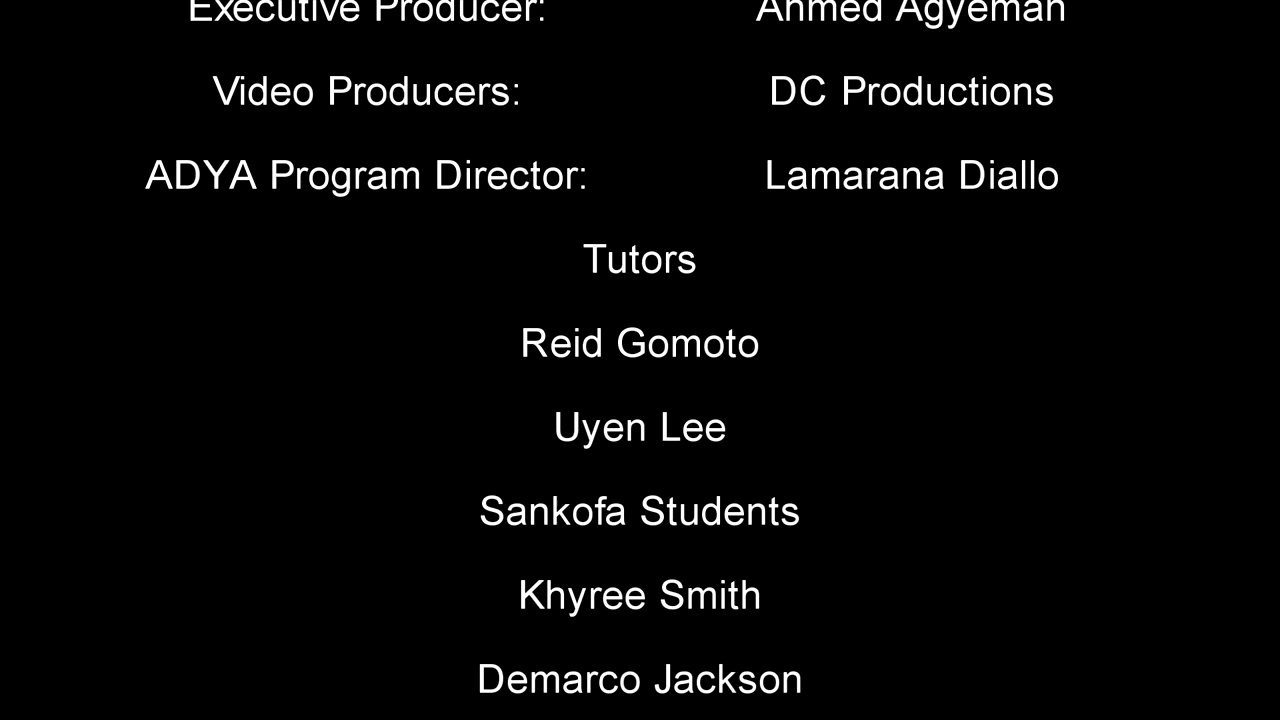 Executive Producer: Ahmed Agyeman
Video Producers: DC Productions
ADYA Program Director: Lamarana Diallo
Tutors
Reid Gomoto
Uyen Lee
Sankofa Students
Khyree Smith
Demarco Jackson